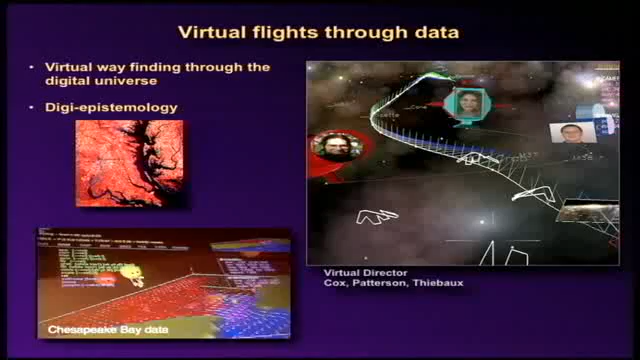 Virtual flights through data
• Virtual way finding through the
digital universe
• Digi-epistemology
Virtual Director
Cox, Patterson, Thiebaux
Chesapeake Bay data